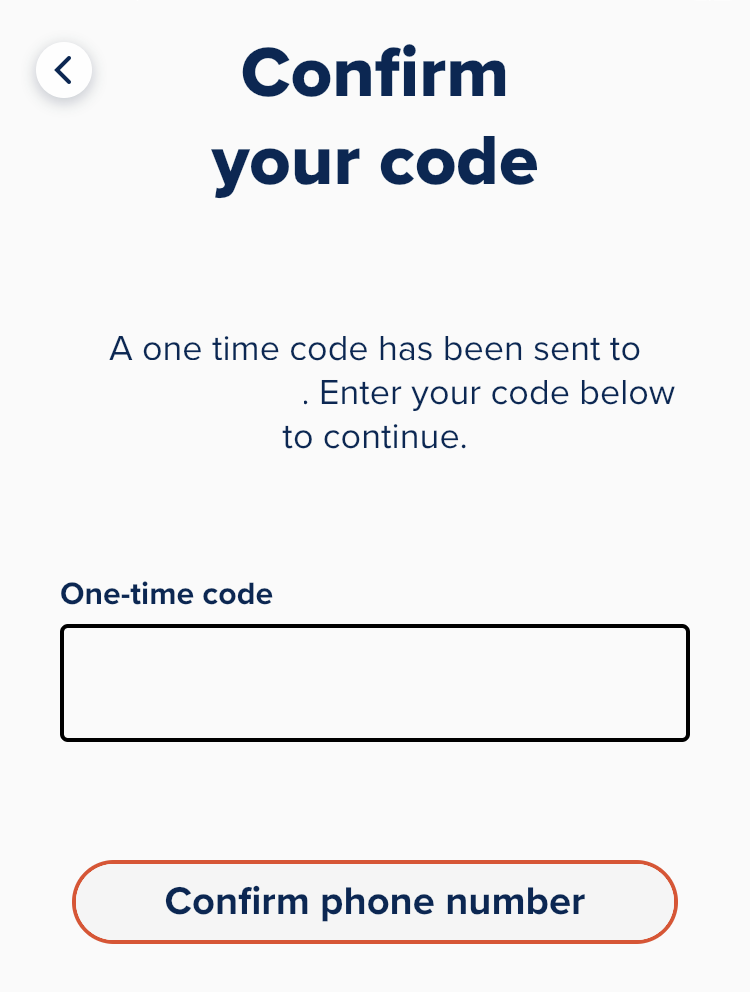 Confirm
your code
A one time code has been sent to
. Enter your code below
to continue.
One-time code
Confirm phone number